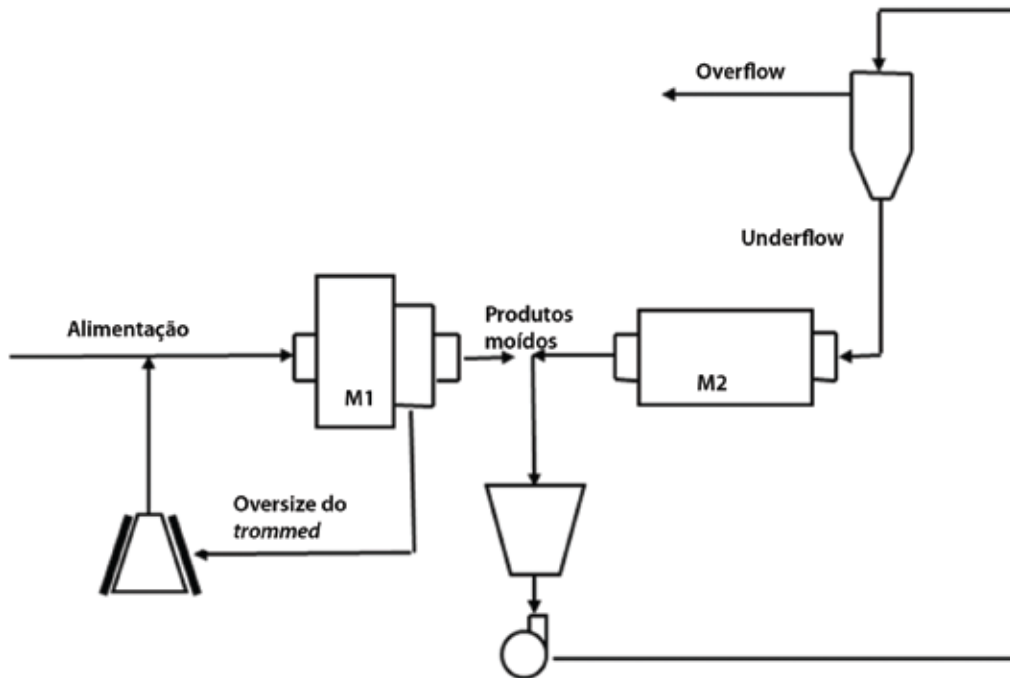 Overflow
Underflow
Alimentação
Produtos
moídos
M1
M2
Oversize do
trommed